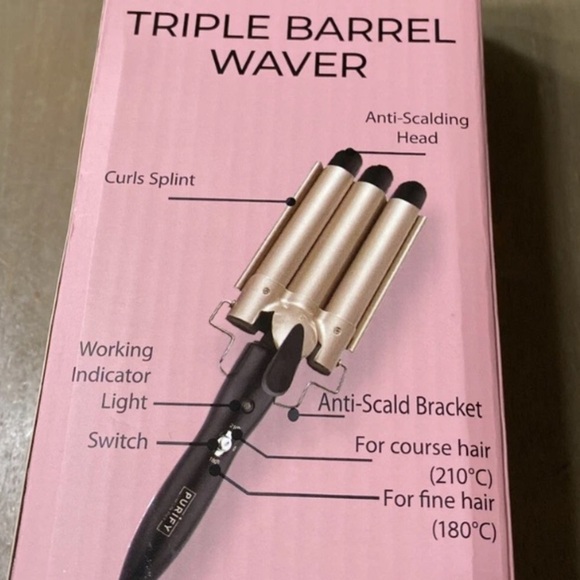 TRIPLE BARREL
WAVER
Anti-Scalding
Head
Curls Splint
Working
Indicator
Light
Anti-Scald Bracket
Switch
For course hair
(210°C)
For fine hair
(180°C)
PURIFY